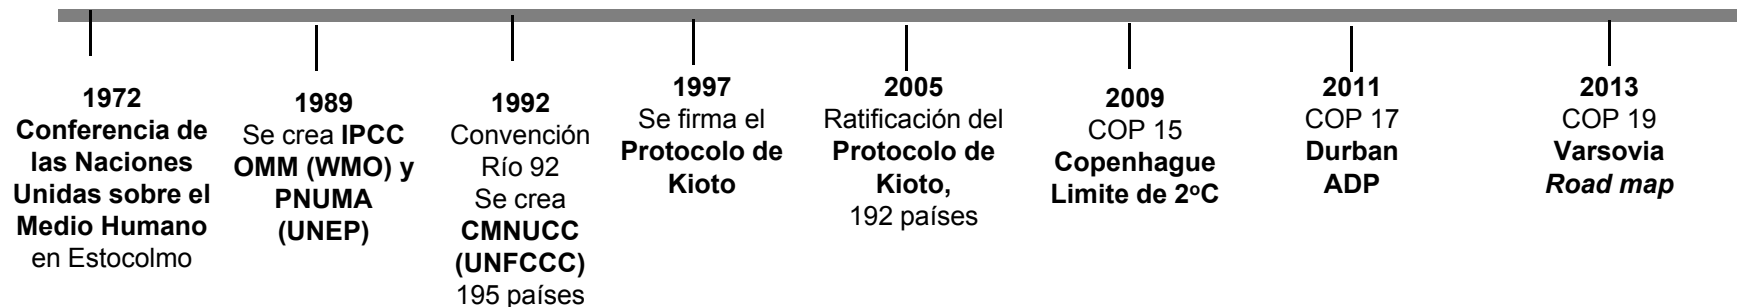 1972
Conferencia de
las Naciones
Unidas sobre el
Medio Humano
en Estocolmo
1989
Se crea IPCC
OMM (WMO) y
PNUMA
(UNEP)
1992
Convención
Río 92
Se crea
CMNUCC
(UNFCCC)
195 países
1997
Se firma el
Protocolo de
Kioto
2005
Ratificación del
Protocolo de
Kioto,
192 países
2009
COP 15
Copenhague
Limite de 2ºC
2011
COP 17
Durban
ADP
2013
COP 19
Varsovia
Road map